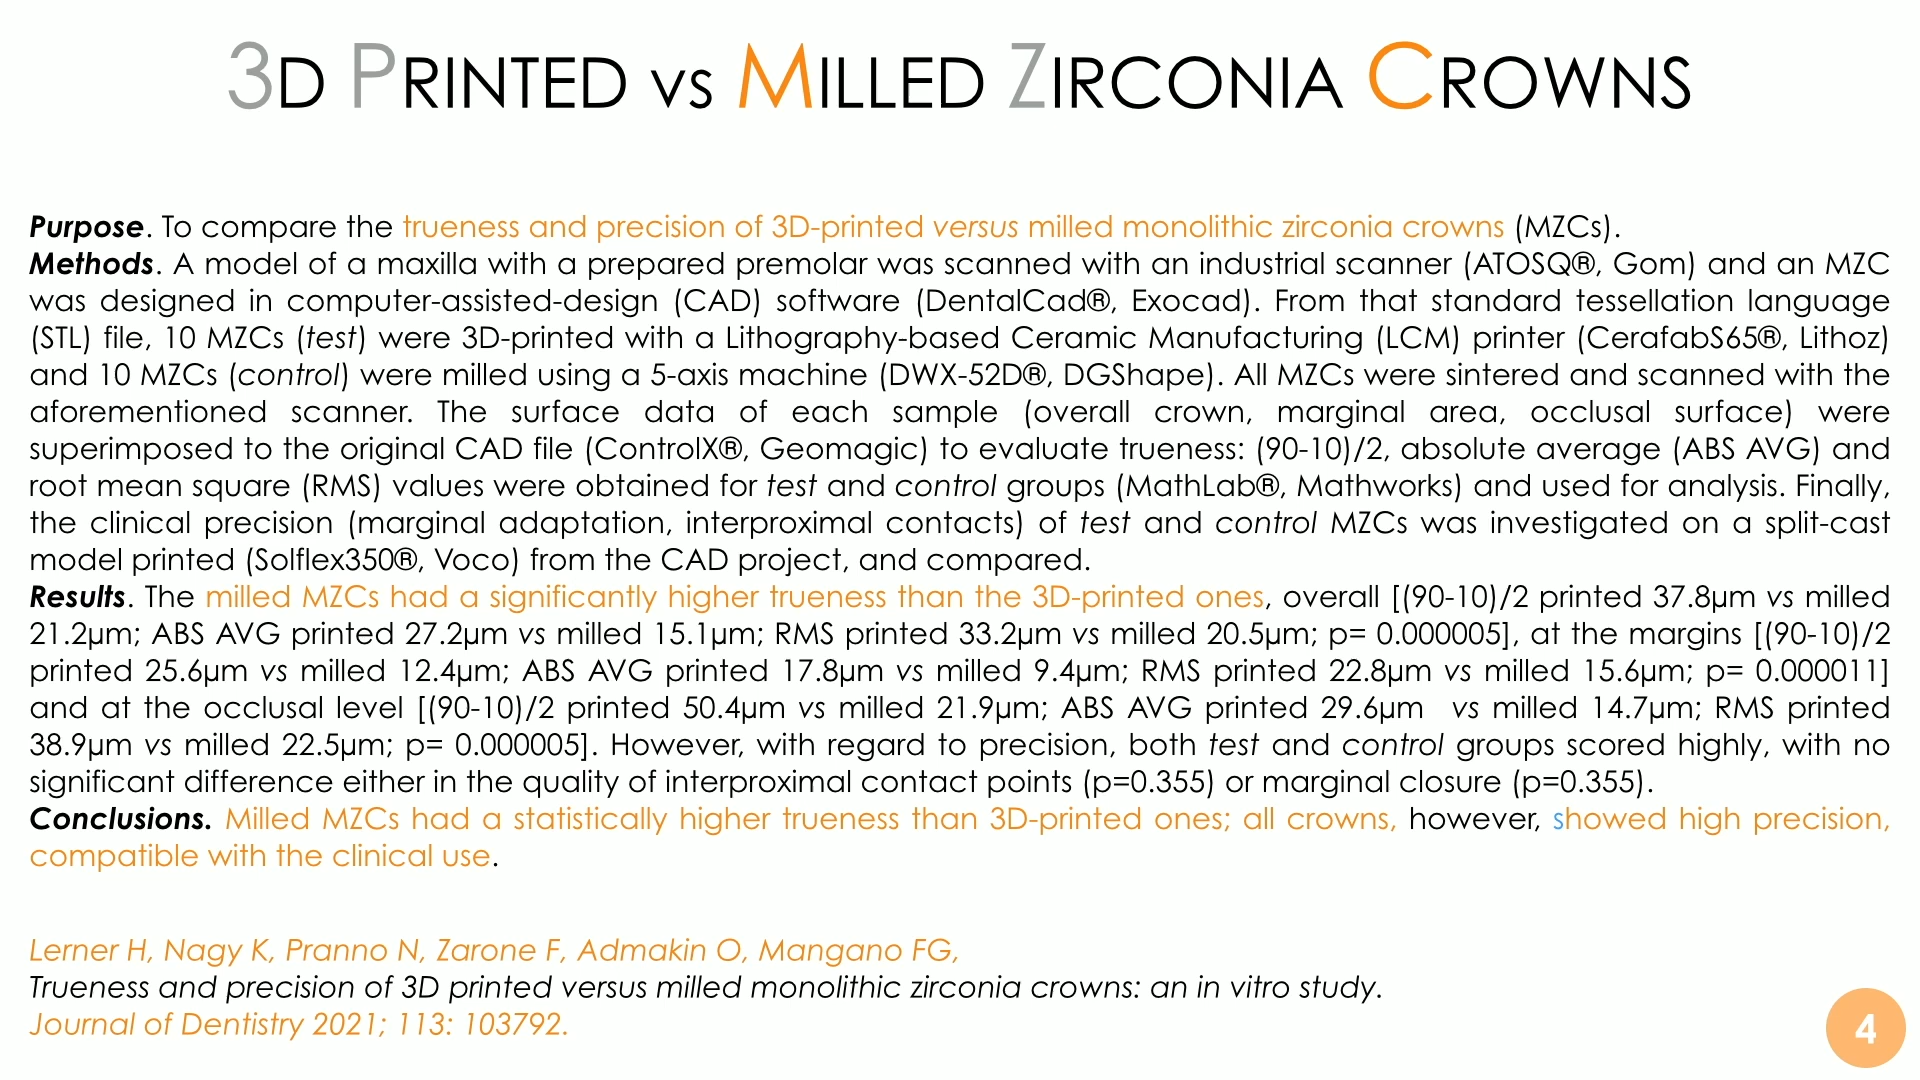 3D PRINTED VS MILLED ZIRCONIA CROWNS
Purpose. To compare the trueness and precision of 3D-printed versus milled monolithic zirconia crowns (MZCs).
Methods. A model of a maxilla with a prepared premolar was scanned with an industrial scanner (ATOSQ®, Gom) and an MZC
was designed in computer-assisted-design (CAD) software (DentalCad®, Exocad). From that standard tessellation language
(STL) file, 10 MZCs (test) were 3D-printed with a Lithography-based Ceramic Manufacturing (LCM) printer (CerafabS65®, Lithoz)
and 10 MZCs (control) were milled using a 5-axis machine (DWX-52D®, DGShape). All MZCs were sintered and scanned with the
aforementioned scanner. The surface data of each sample (overall crown, marginal area, occlusal surface) were
superimposed to the original CAD file (ControlX®, Geomagic) to evaluate trueness: (90-10)/2, absolute average (ABS AVG) and
root mean square (RMS) values were obtained for test and control groups (MathLab®, Mathworks) and used for analysis. Finally,
the clinical precision (marginal adaptation, interproximal contacts) of test and control MZCs was investigated on a split-cast
model printed (Solflex350®, Voco) from the CAD project, and compared.
Results. The milled MZCs had a significantly higher trueness than the 3D-printed ones, overall [(90-10)/2 printed 37.8µm vs milled
21.2µm; ABS AVG printed 27.2µm vs milled 15.1µm; RMS printed 33.2µm vs milled 20.5µm; p= 0.000005], at the margins [(90-10)/2
printed 25.6µm vs milled 12.4µm; ABS AVG printed 17.8µm vs milled 9.4µm; RMS printed 22.8µm vs milled 15.6µm; p= 0.000011]
and at the occlusal level [(90-10)/2 printed 50.4µm vs milled 21.9µm; ABS AVG printed 29.6µm vs milled 14.7µm; RMS printed
38.9µm vs milled 22.5µm; p= 0.000005]. However, with regard to precision, both test and control groups scored highly, with no
significant difference either in the quality of interproximal contact points (p=0.355) or marginal closure (p=0.355).
Conclusions. Milled MZCs had a statistically higher trueness than 3D-printed ones; all crowns, however, showed high precision,
compatible with the clinical use.
Lerner H, Nagy K, Pranno N, Zarone F, Admakin O, Mangano FG,
Trueness and precision of 3D printed versus milled monolithic zirconia crowns: an in vitro study.
Journal of Dentistry 2021; 113: 103792.
4